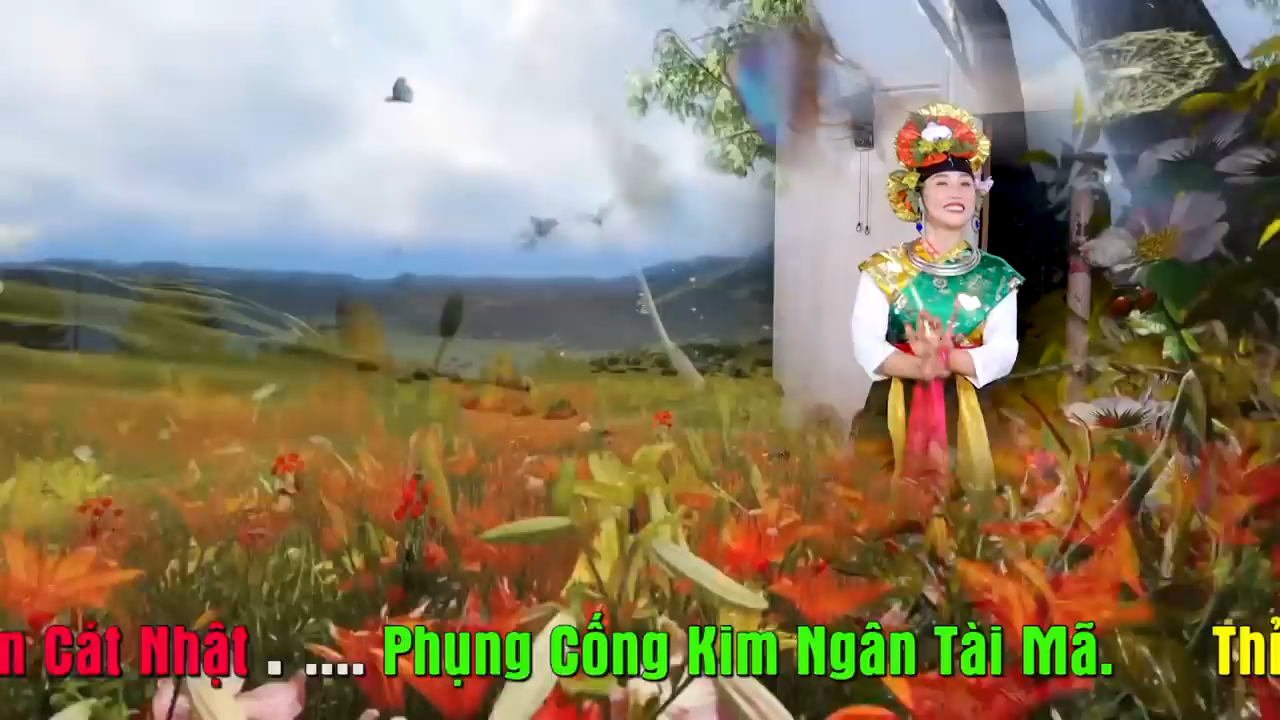 Cát Nhật . .... Phụng Cống Kim Ngân Tài Mã.